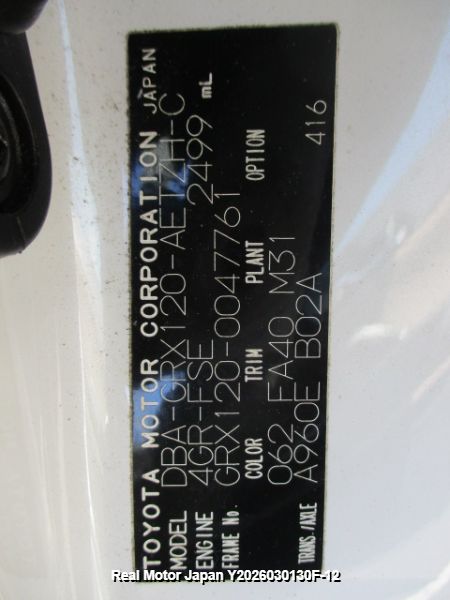 TOYOTA MOTOR CORPORATION JAPAN
MODEL DBA-GRX120-AETZH-C
ENGINE 4GR-FSE 2499 mL
FRAME No. GRX120-0047761
COLOR TRIM PLANT OPTION
062 FA40 M31 416
TRANS./AXLE A960E B02A
Real Motor Japan Y2026030130F-12